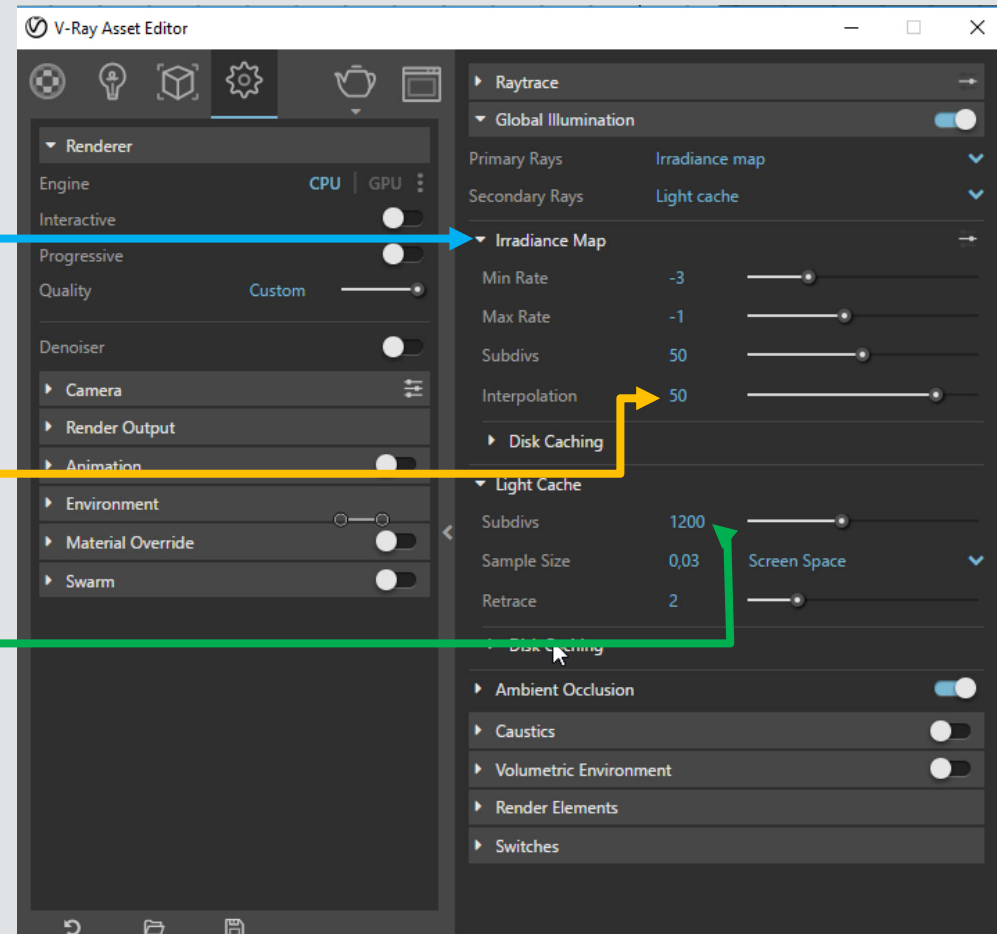 V-Ray Asset Editor
Renderer
Engine CPU GPU
Interactive
Progressive
Quality Custom
Denoiser
Camera
Render Output
Animation
Environment
Material Override
Swarm
Raytrace
Global Illumination
Primary Rays Irradiance map
Secondary Rays Light cache
Irradiance Map
Min Rate -3
Max Rate -1
Subdivs 50
Interpolation 50
Disk Caching
Light Cache
Subdivs 1200
Sample Size 0,03 Screen Space
Retrace 2
Disk Caching
Ambient Occlusion
Caustics
Volumetric Environment
Render Elements
Switches